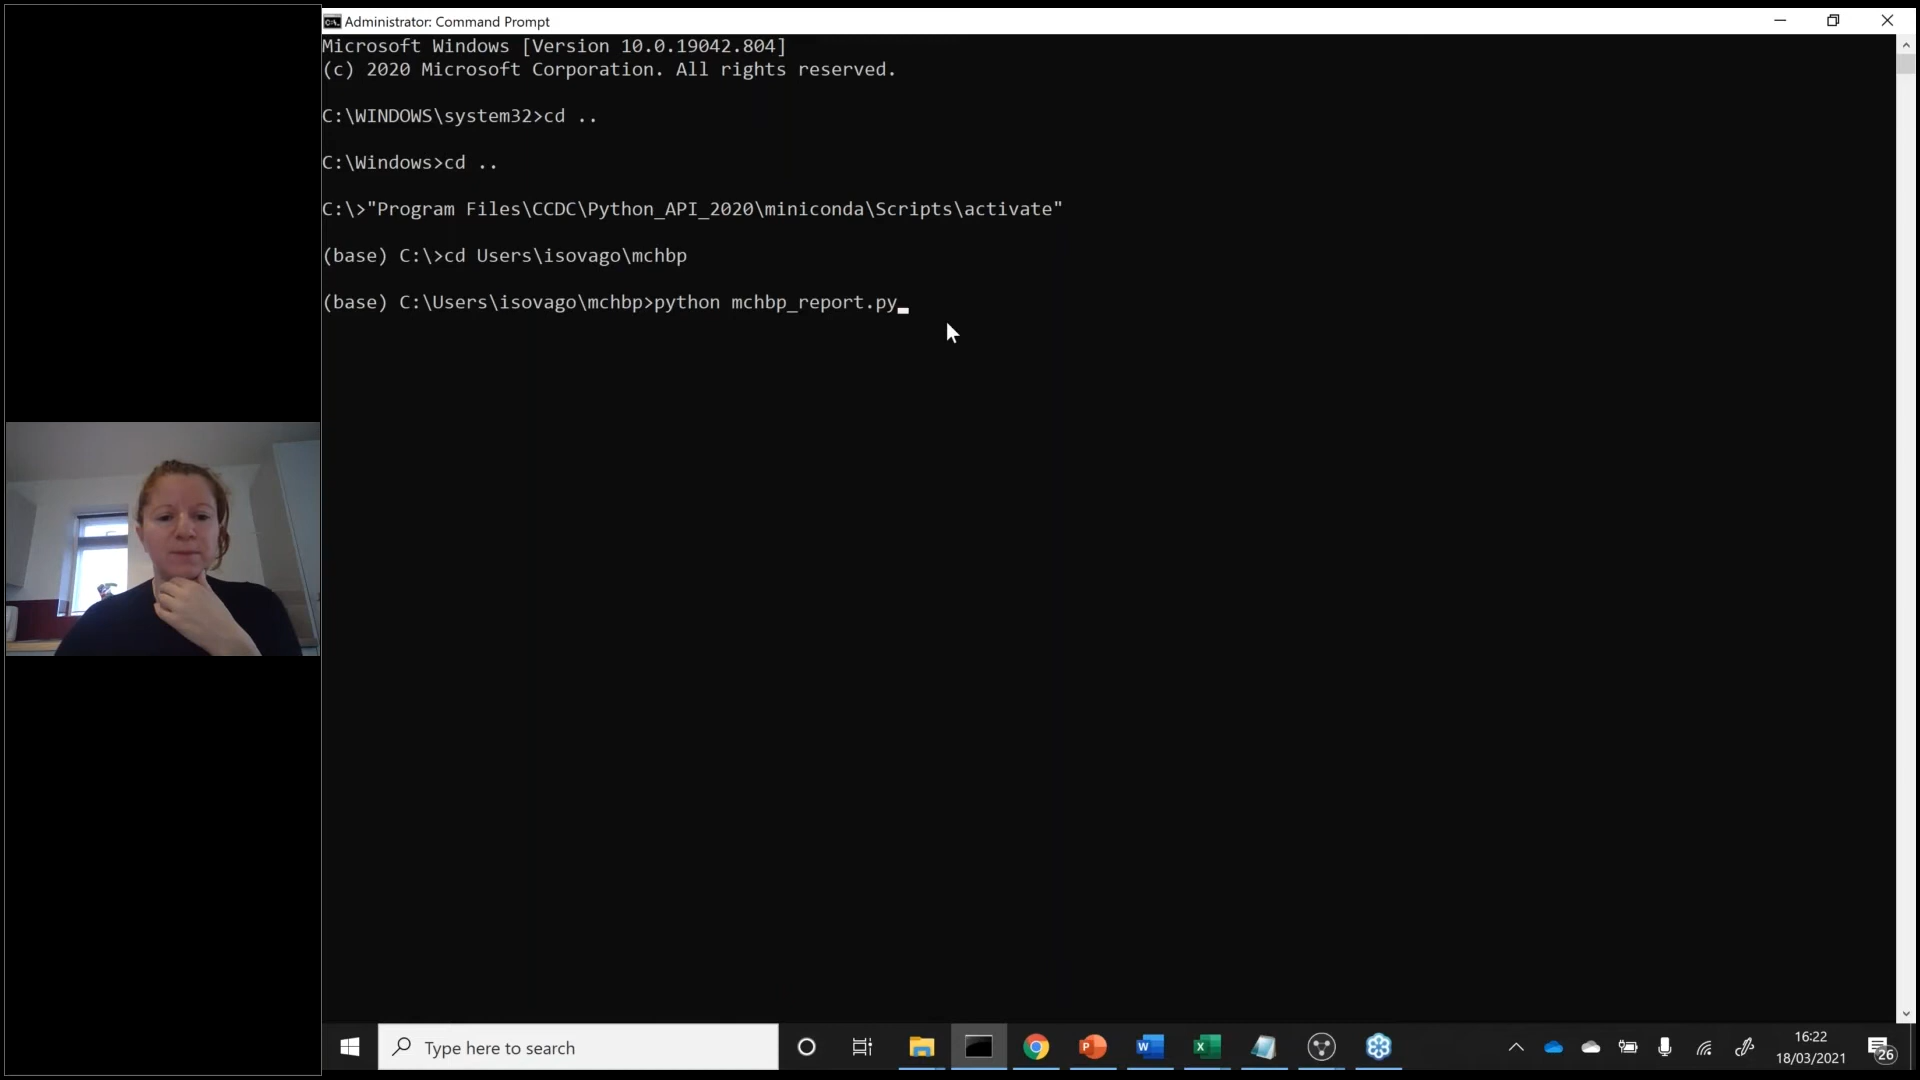 Administrator: Command Prompt
Microsoft Windows [Version 10.0.19042.804]
(c) 2020 Microsoft Corporation. All rights reserved.
C:\WINDOWS\system32>cd ..
C:\Windows>cd ..
C:\>"Program Files\CCDC\Python_API_2020\miniconda\Scripts\activate"
(base) C:\>cd Users\isovago\mchbp
(base) C:\Users\isovago\mchbp>python mchbp_report.py
Type here to search
16:22
18/03/2021
26